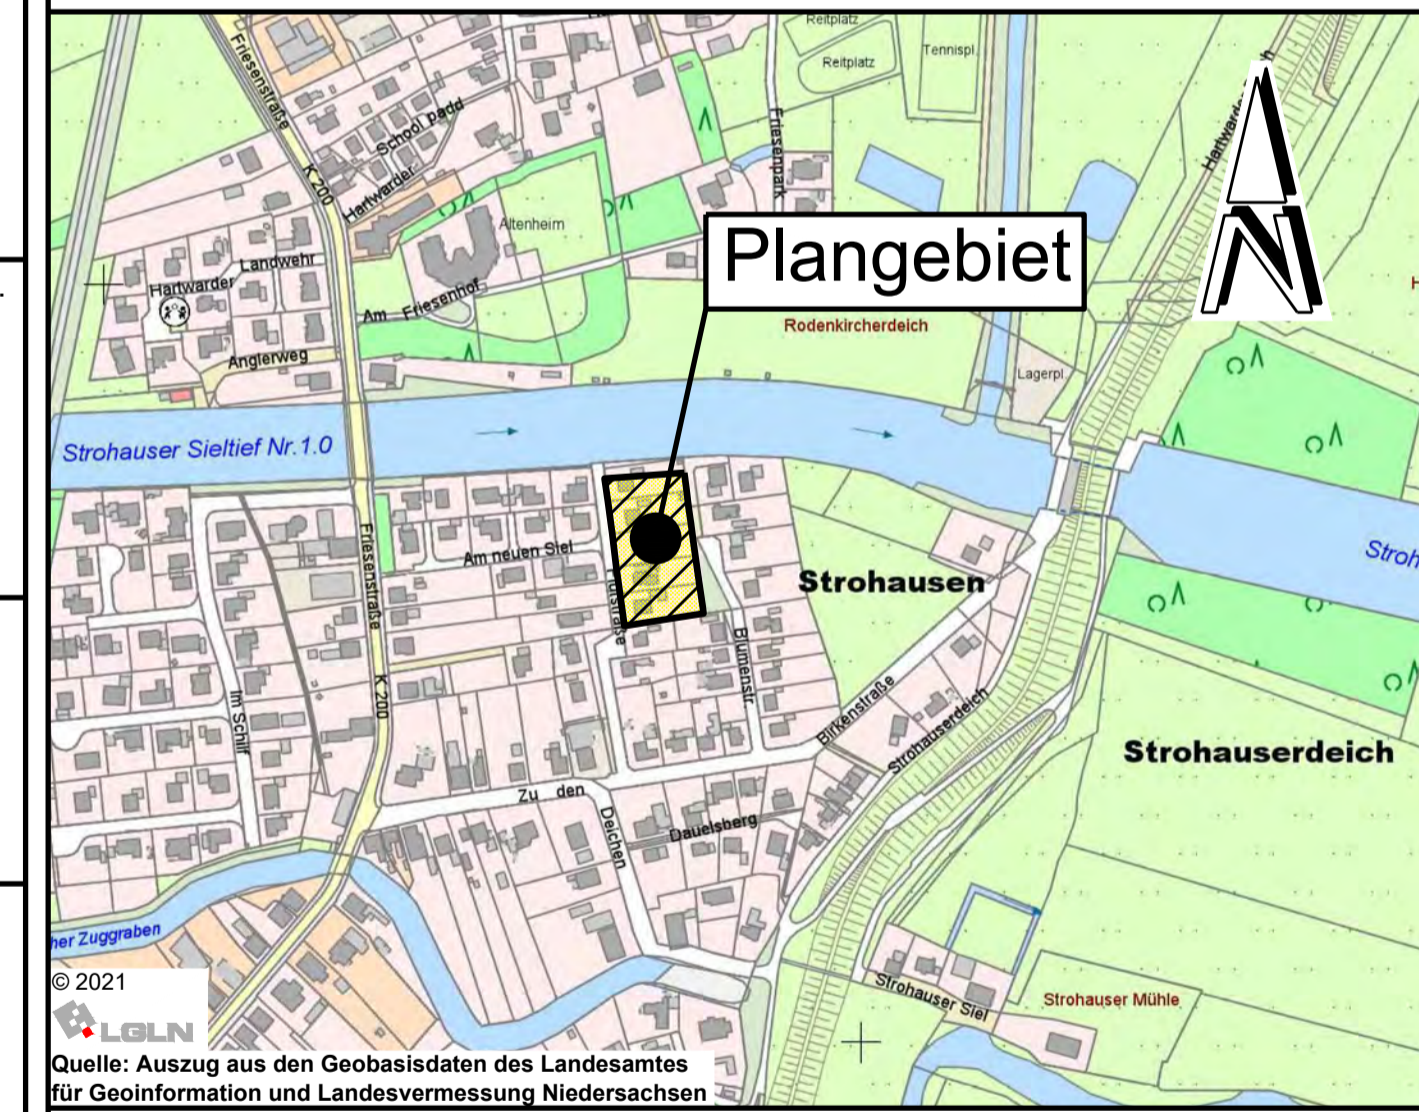 Reitplatz
Reitplatz
Tennispl.
Friesenstraße
School padd
Hartwarder
K 200
Friesenpark
Altenheim
Landwehr
Hartwarder
Am Friesenhof
Anglerweg
Plangebiet
N
Rodenkircherdeich
Lagerpl.
Strohauser Sieltief Nr.1.0
Am neuen Siel
Friesenstraße
Strohausen
Blumenstr
K 200
Im Schilf
Birkenstraße
Strohauserdeich
Strohauserdeich
Zu den
Deichen
Dauelsberg
her Zuggraben
Strohauser Siel
Strohauser Mühle
© 2021
LGLN
Quelle: Auszug aus den Geobasisdaten des Landesamtes
für Geoinformation und Landesvermessung Niedersachsen